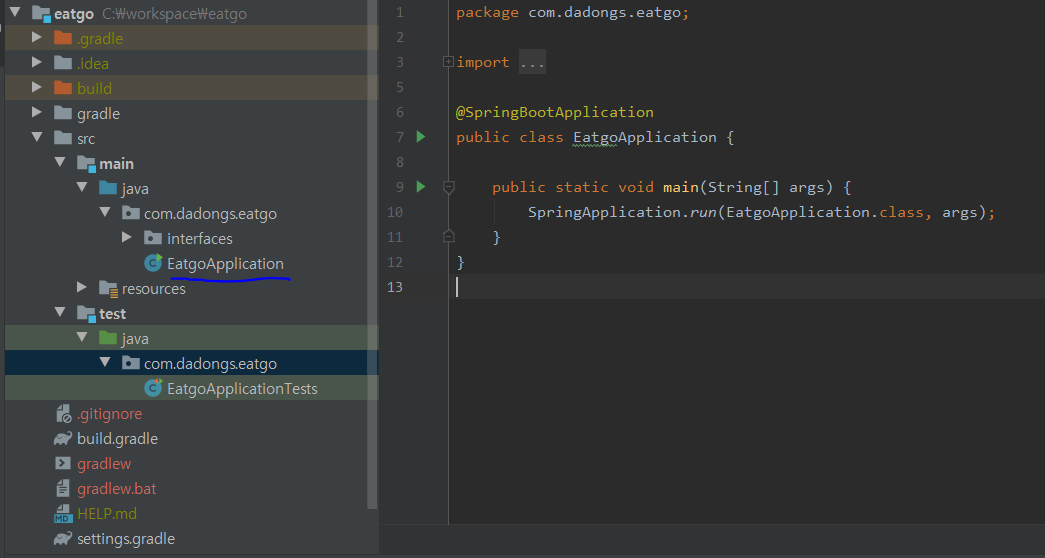 eatgo C:₩workspace₩eatgo
.gradle
.idea
build
gradle
src
main
java
com.dadongs.eatgo
interfaces
EatgoApplication
resources
test
java
com.dadongs.eatgo
EatgoApplicationTests
.gitignore
build.gradle
gradlew
gradlew.bat
HELP.md
settings.gradle
1 package com.dadongs.eatgo;
2
3 import ...
5
6 @SpringBootApplication
7 public class EatgoApplication {
8
9 public static void main(String[] args) {
10 SpringApplication.run(EatgoApplication.class, args);
11 }
12 }
13